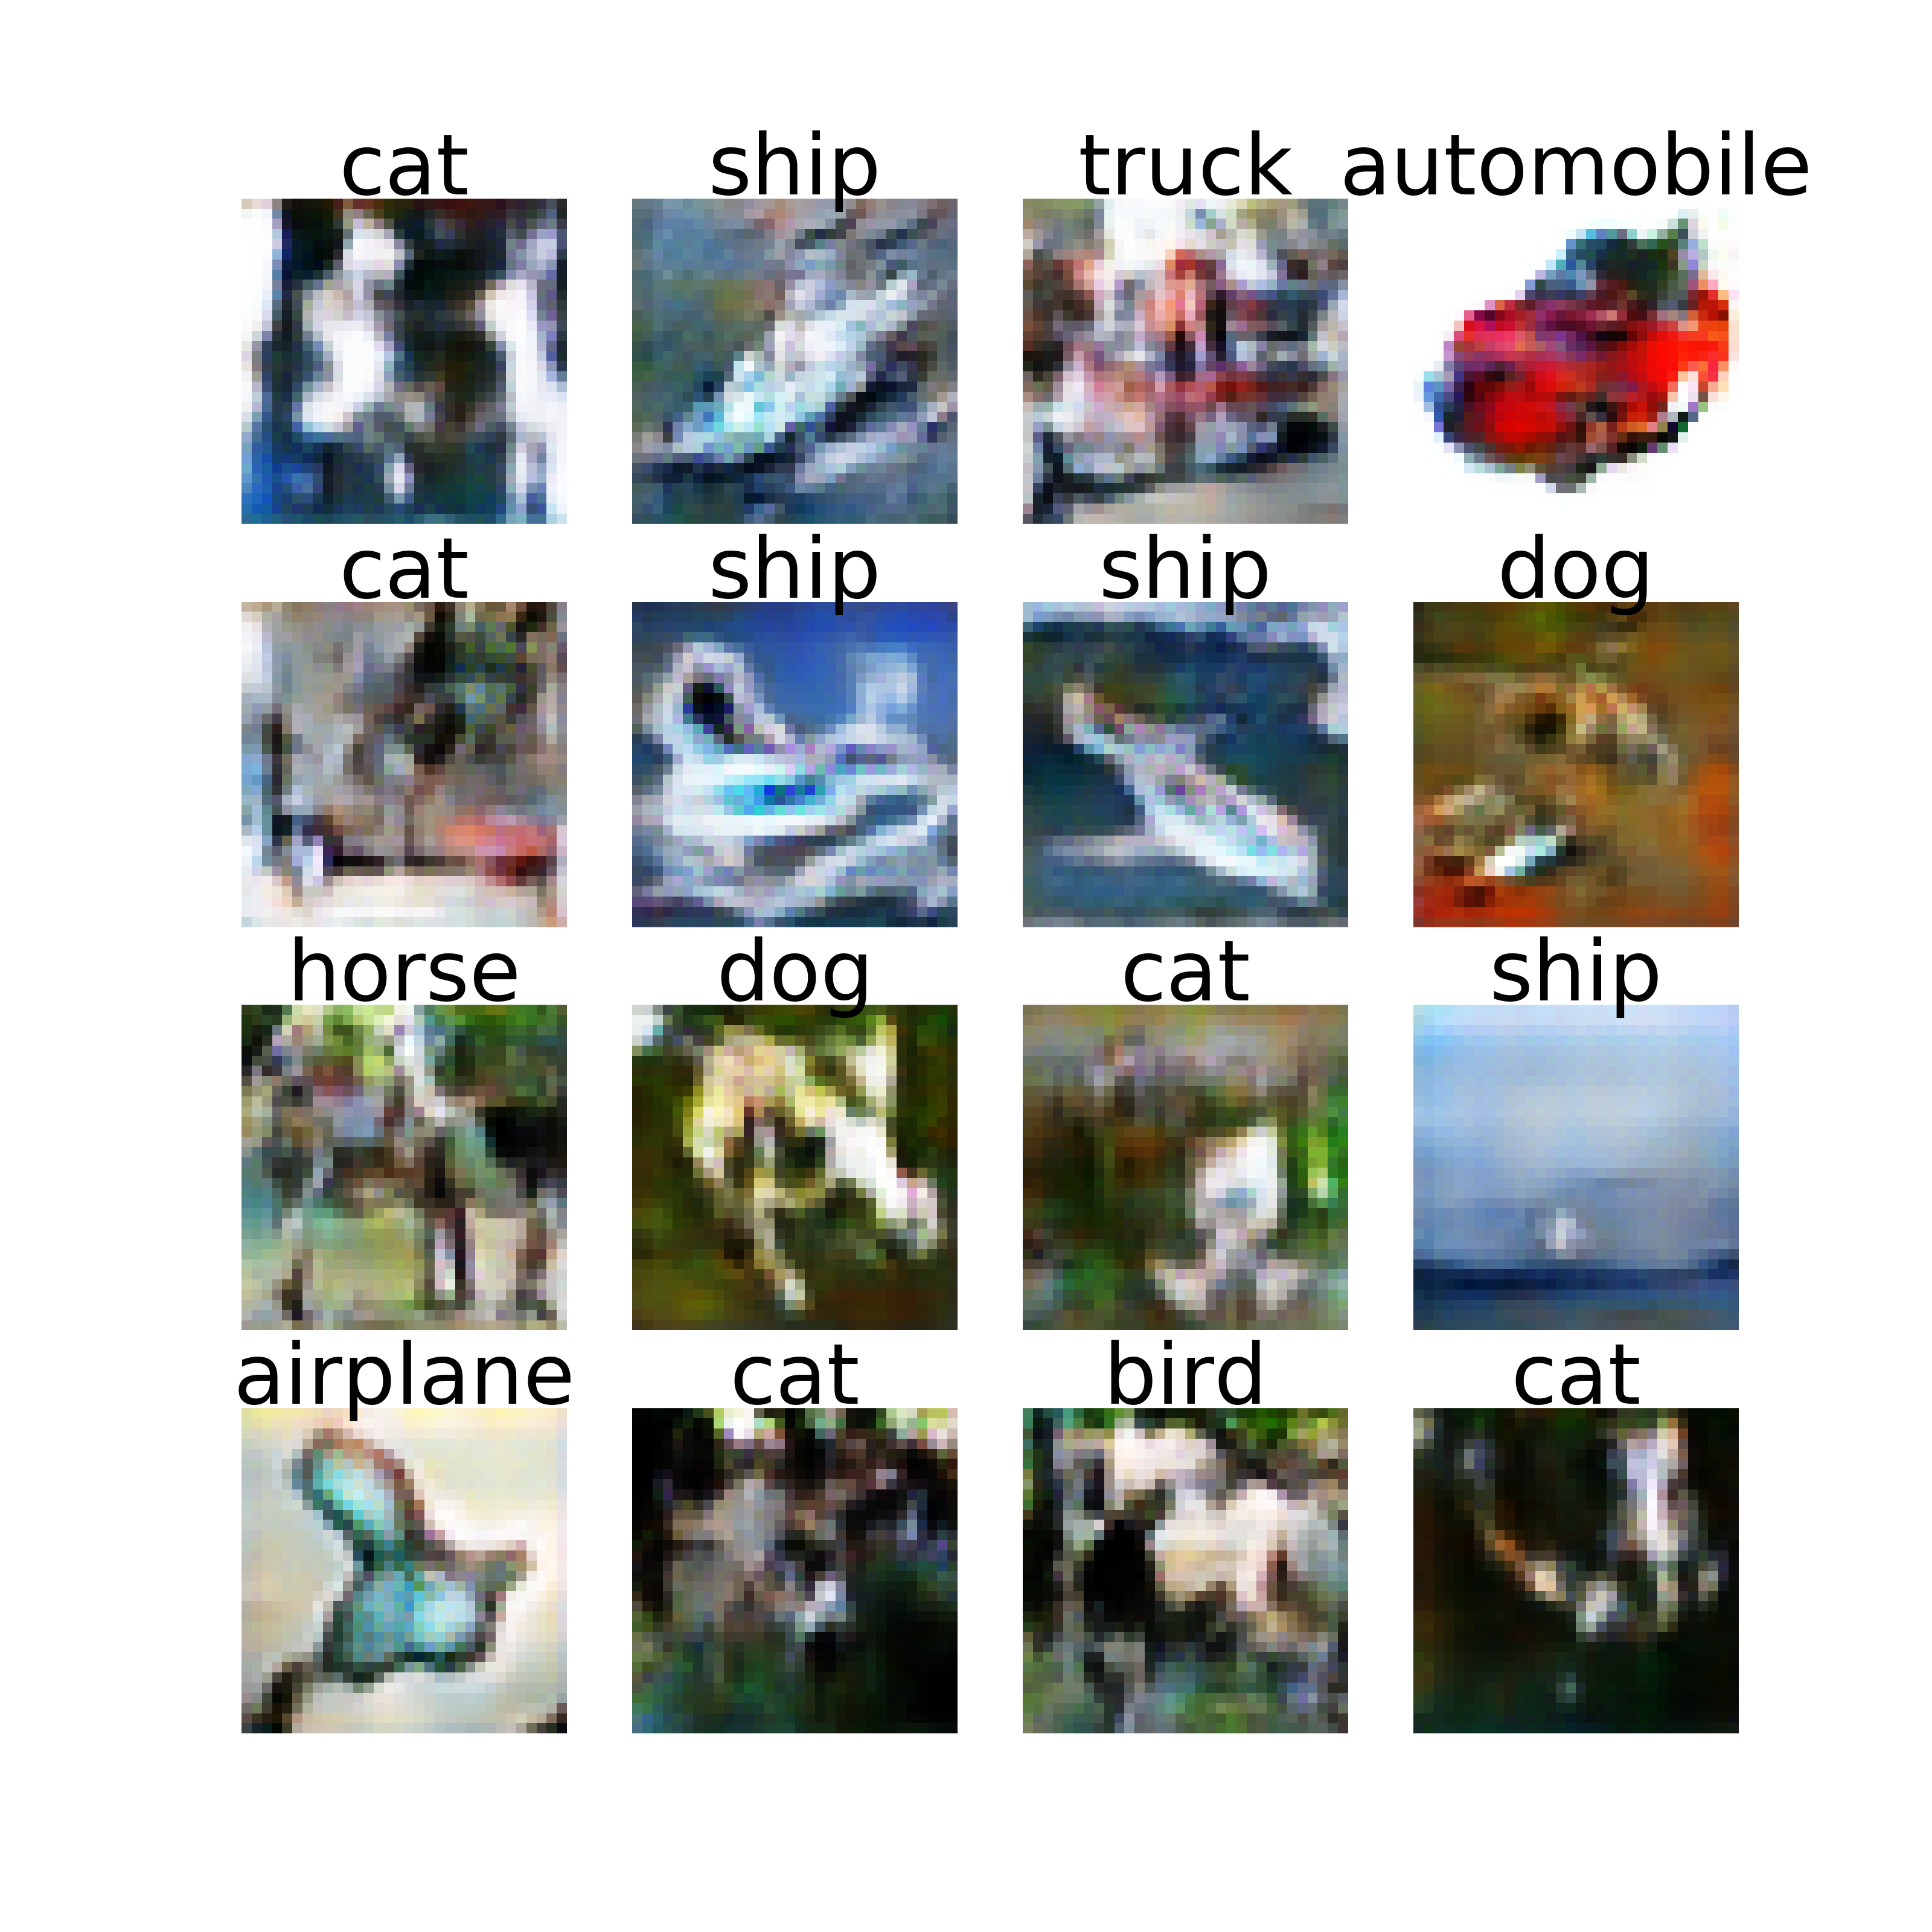 cat ship truck automobile
cat ship ship dog
horse dog cat ship
airplane cat bird cat